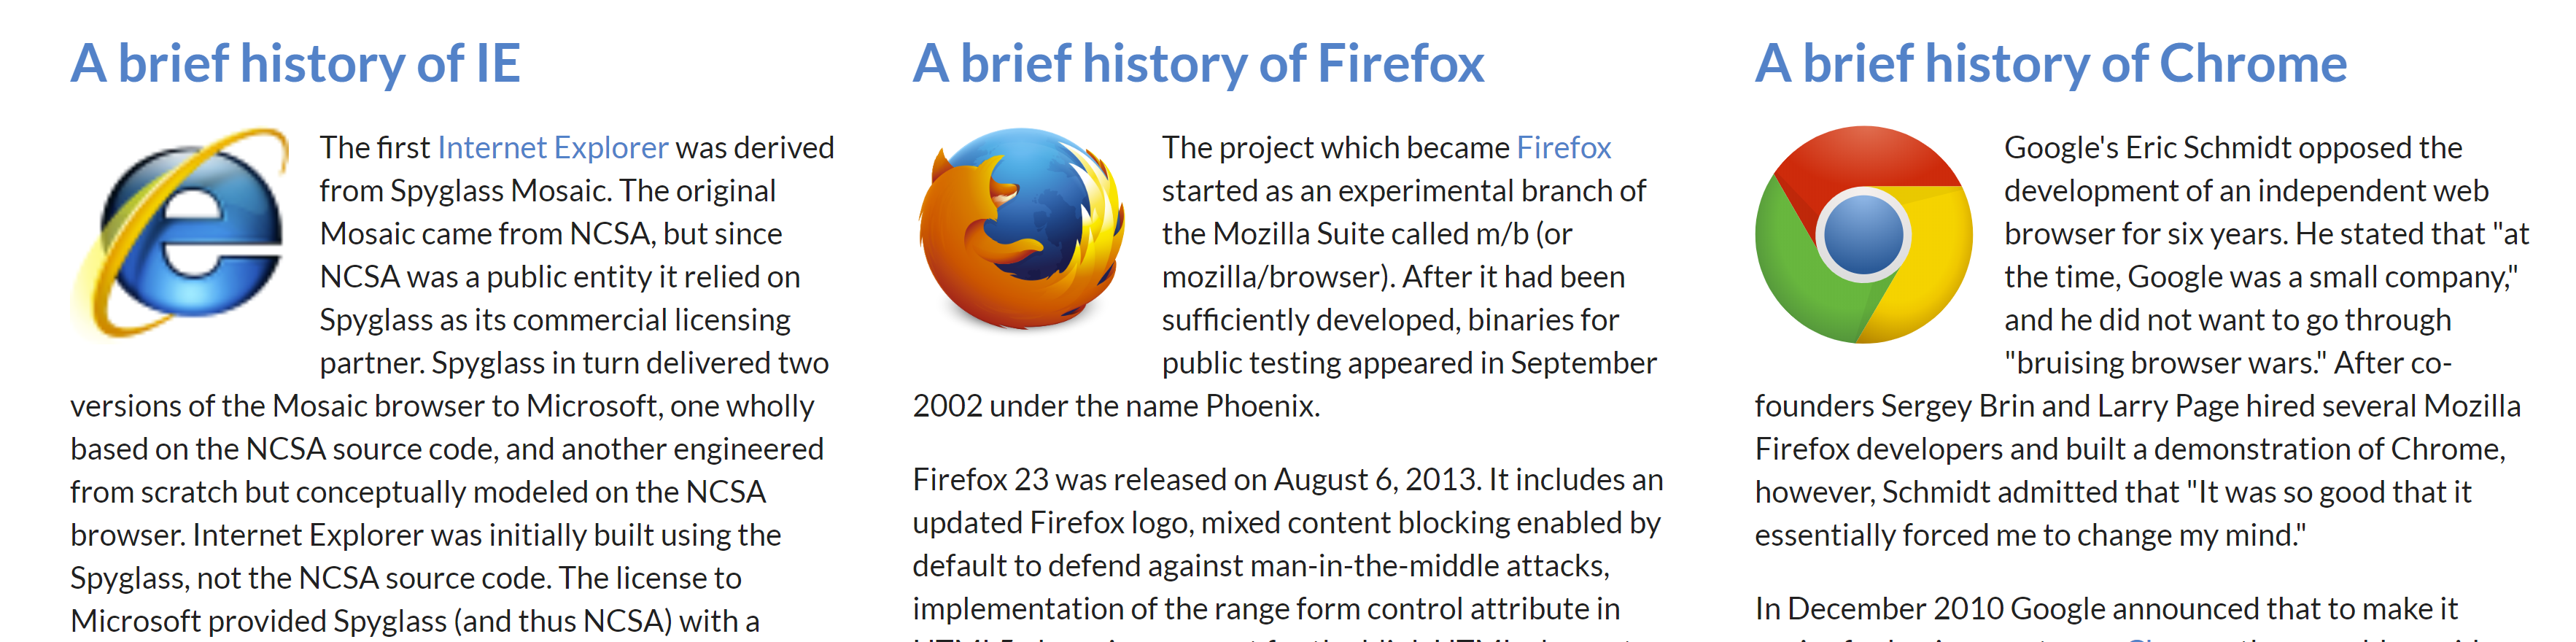 A brief history of IE
The first Internet Explorer was derived
from Spyglass Mosaic. The original
Mosaic came from NCSA, but since
NCSA was a public entity it relied on
Spyglass as its commercial licensing
partner. Spyglass in turn delivered two
versions of the Mosaic browser to Microsoft, one wholly
based on the NCSA source code, and another engineered
from scratch but conceptually modeled on the NCSA
browser. Internet Explorer was initially built using the
Spyglass, not the NCSA source code. The license to
Microsoft provided Spyglass (and thus NCSA) with a
A brief history of Firefox
The project which became Firefox
started as an experimental branch of
the Mozilla Suite called m/b (or
mozilla/browser). After it had been
sufficiently developed, binaries for
public testing appeared in September
2002 under the name Phoenix.
Firefox 23 was released on August 6, 2013. It includes an
updated Firefox logo, mixed content blocking enabled by
default to defend against man-in-the-middle attacks,
implementation of the range form control attribute in
A brief history of Chrome
Google's Eric Schmidt opposed the
development of an independent web
browser for six years. He stated that "at
the time, Google was a small company,"
and he did not want to go through
"bruising browser wars." After co-
founders Sergey Brin and Larry Page hired several Mozilla
Firefox developers and built a demonstration of Chrome,
however, Schmidt admitted that "It was so good that it
essentially forced me to change my mind."
In December 2010 Google announced that to make it